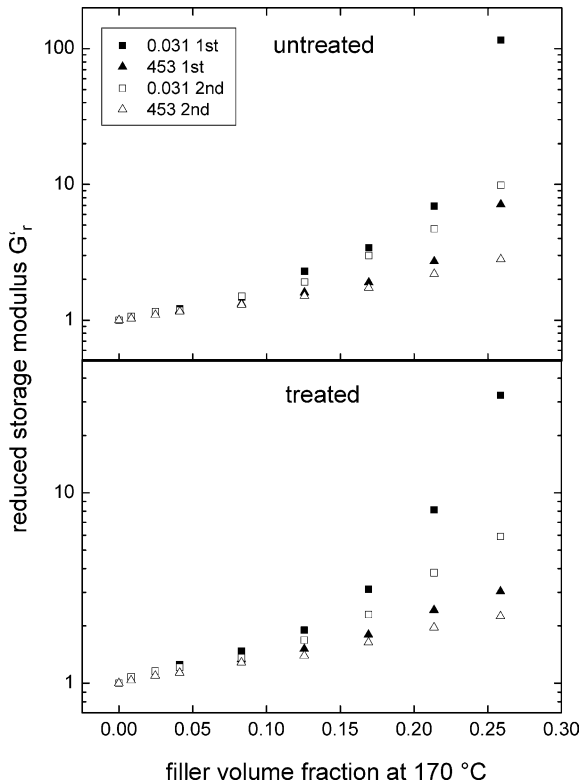 untreated
0.031 1st
453 1st
0.031 2nd
453 2nd
100
10
1
treated
10
1
reduced storage modulus G‘r
0.00 0.05 0.10 0.15 0.20 0.25 0.30
filler volume fraction at 170 °C